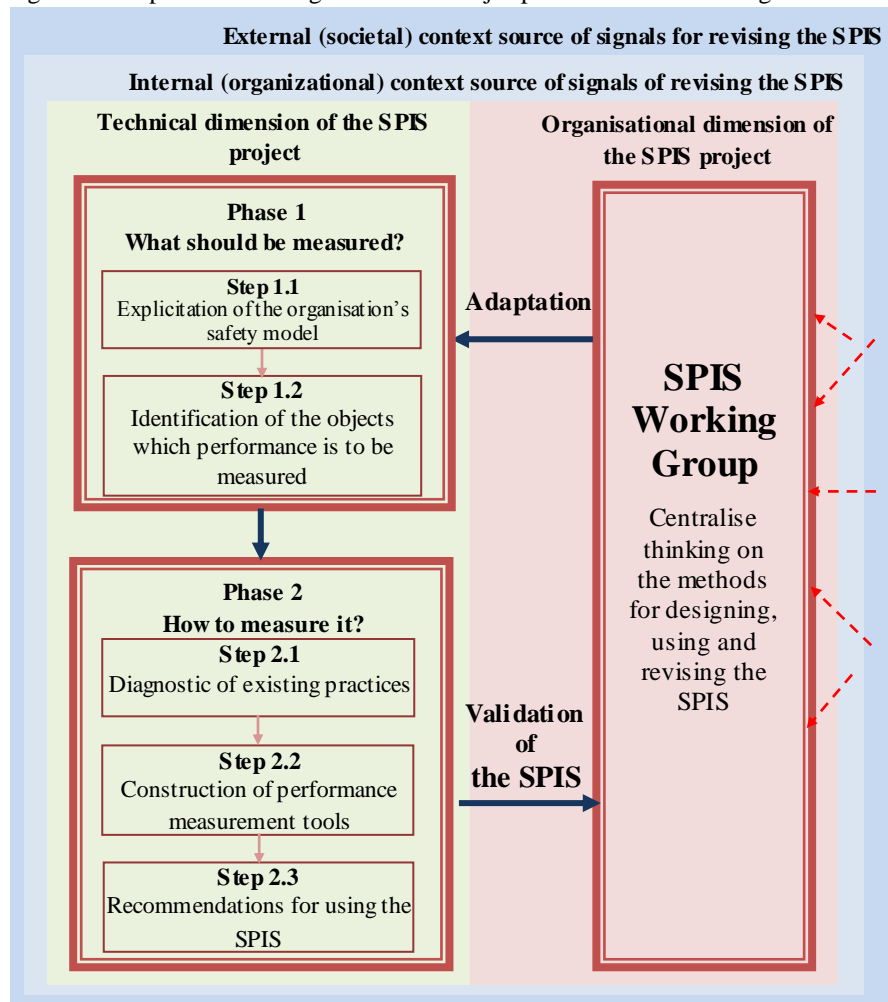 External (societal) context source of signals for revising the SPIS
Internal (organizational) context source of signals of revising the SPIS
Technical dimension of the SPIS
project
Organisational dimension of
the SPIS project
Phase 1
What should be measured?
Step 1.1
Explicitation of the organisation's
safety model
Step 1.2
Identification of the objects
which performance is to be
measured
Adaptation
SPIS
Working
Group
Centralise
thinking on
the methods
for designing,
using and
revising the
SPIS
Phase 2
How to measure it?
Step 2.1
Diagnostic of existing practices
Step 2.2
Construction of performance
measurement tools
Step 2.3
Recommendations for using the
SPIS
Validation
of
the SPIS